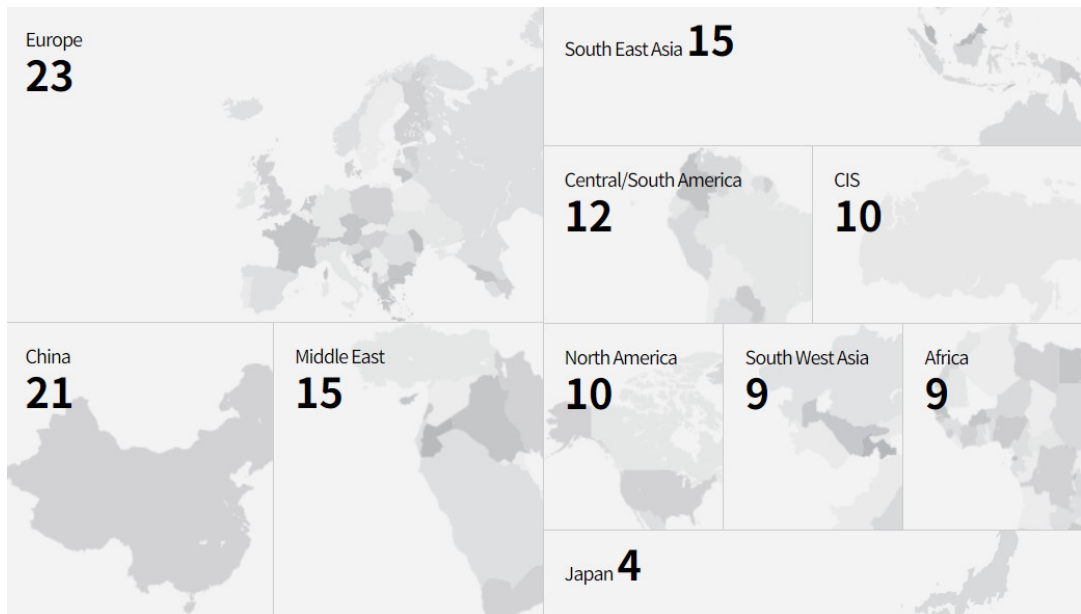 Europe
23
South East Asia 15
Central/South America
12
CIS
10
China
21
Middle East
15
North America
10
South West Asia
9
Africa
9
Japan 4